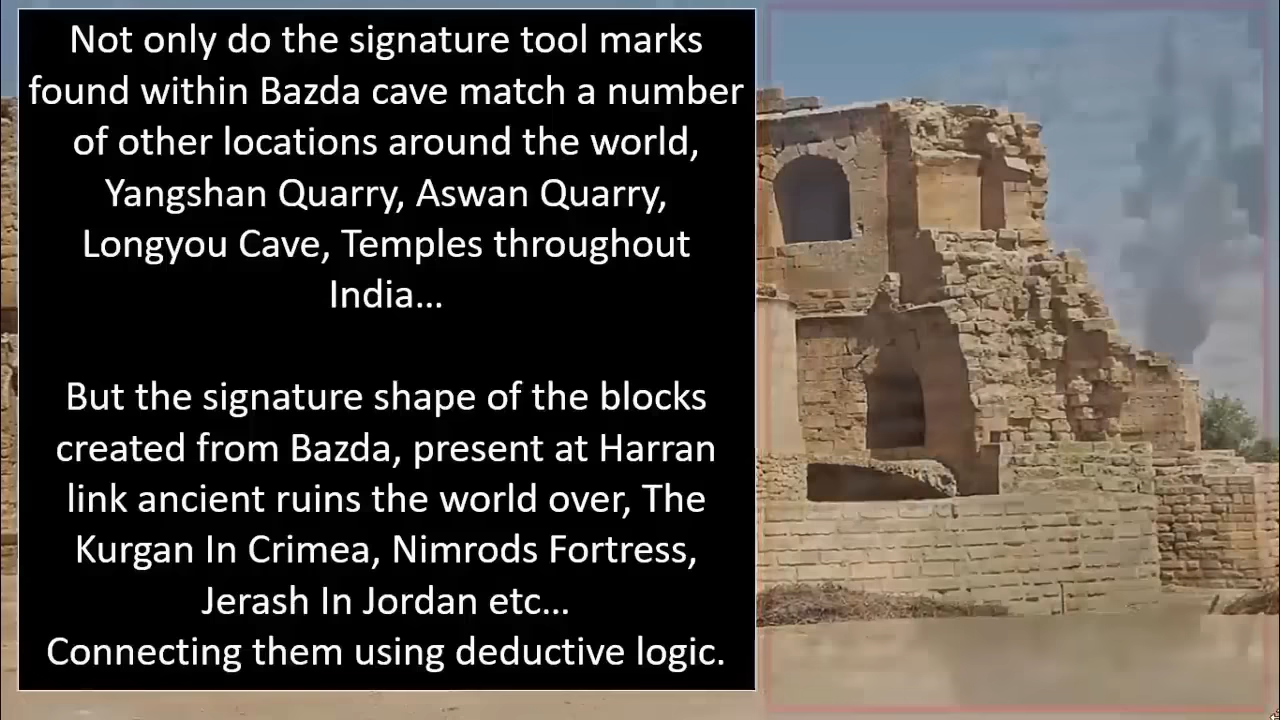 Not only do the signature tool marks
found within Bazda cave match a number
of other locations around the world,
Yangshan Quarry, Aswan Quarry,
Longyou Cave, Temples throughout
India...
But the signature shape of the blocks
created from Bazda, present at Harran
link ancient ruins the world over, The
Kurgan In Crimea, Nimrods Fortress,
Jerash In Jordan etc...
Connecting them using deductive logic.